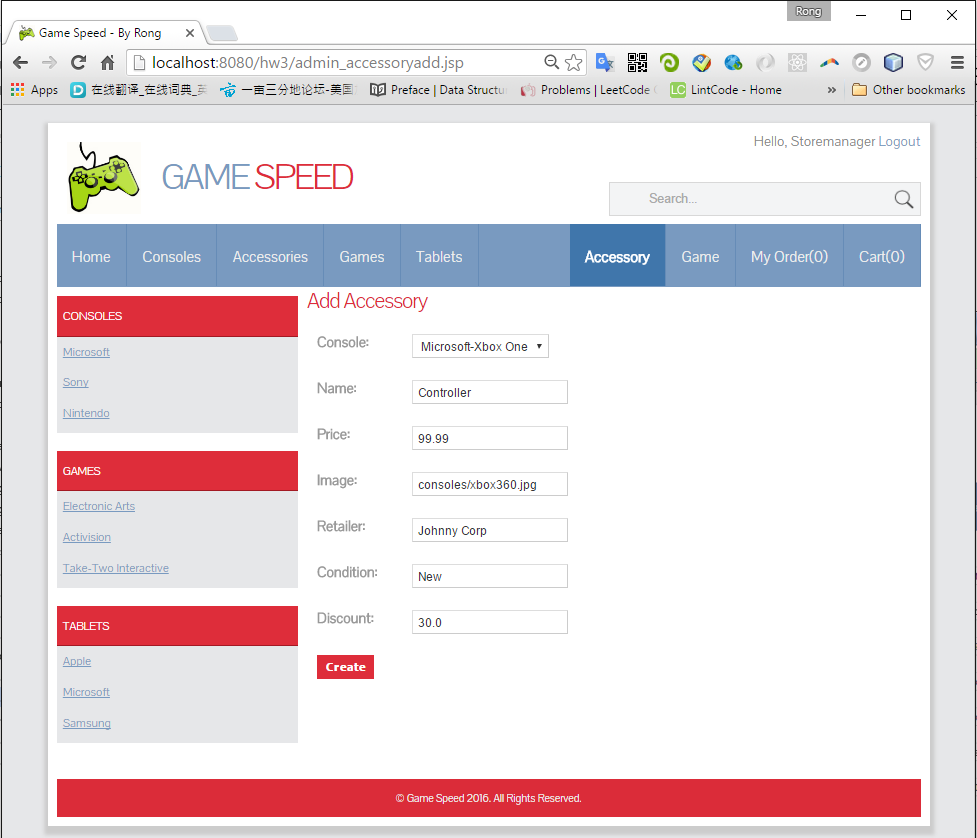 Rong
Game Speed - By Rong
localhost:8080/hw3/admin_accessoryadd.jsp
Apps 在线翻译_在线词典_ 一亩三分地论坛-美国 Preface | Data Structu Problems | LeetCode LC LintCode - Home » Other bookmarks
Hello, Storemanager Logout
GAME SPEED
Search...
Home Consoles Accessories Games Tablets Accessory Game My Order(0) Cart(0)
CONSOLES
Microsoft
Sony
Nintendo
GAMES
Electronic Arts
Activision
Take-Two Interactive
TABLETS
Apple
Microsoft
Samsung
Add Accessory
Console: Microsoft-Xbox One
Name: Controller
Price: 99.99
Image: consoles/xbox360.jpg
Retailer: Johnny Corp
Condition: New
Discount: 30.0
Create
© Game Speed 2016. All Rights Reserved.